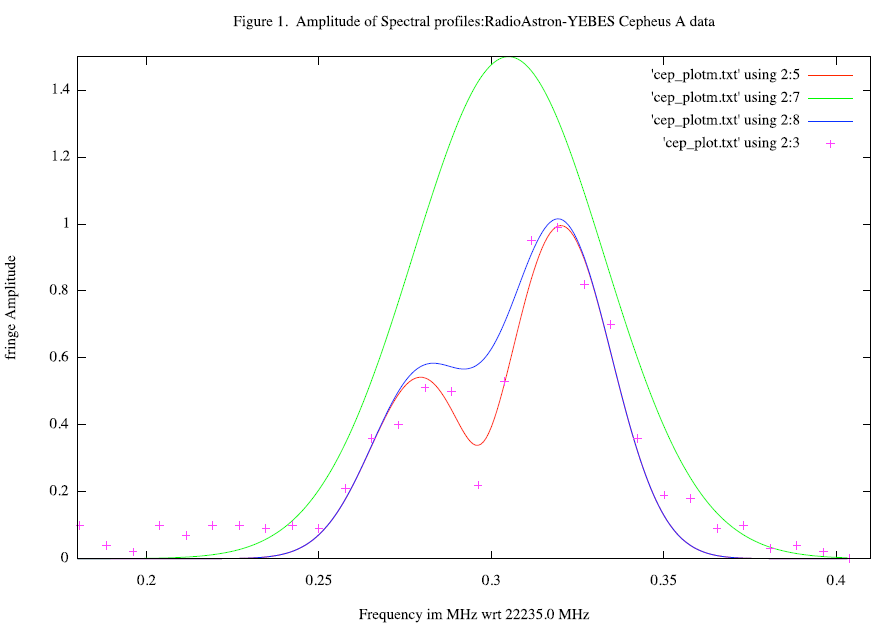 Figure 1.  Amplitude of Spectral profiles:RadioAstron-YEBES Cepheus A data
'cep_plotm.txt' using 2:5
'cep_plotm.txt' using 2:7
'cep_plotm.txt' using 2:8
'cep_plot.txt' using 2:3
fringe Amplitude
1.4
1.2
1
0.8
0.6
0.4
0.2
0
0.2 0.25 0.3 0.35 0.4
Frequency im MHz wrt 22235.0 MHz